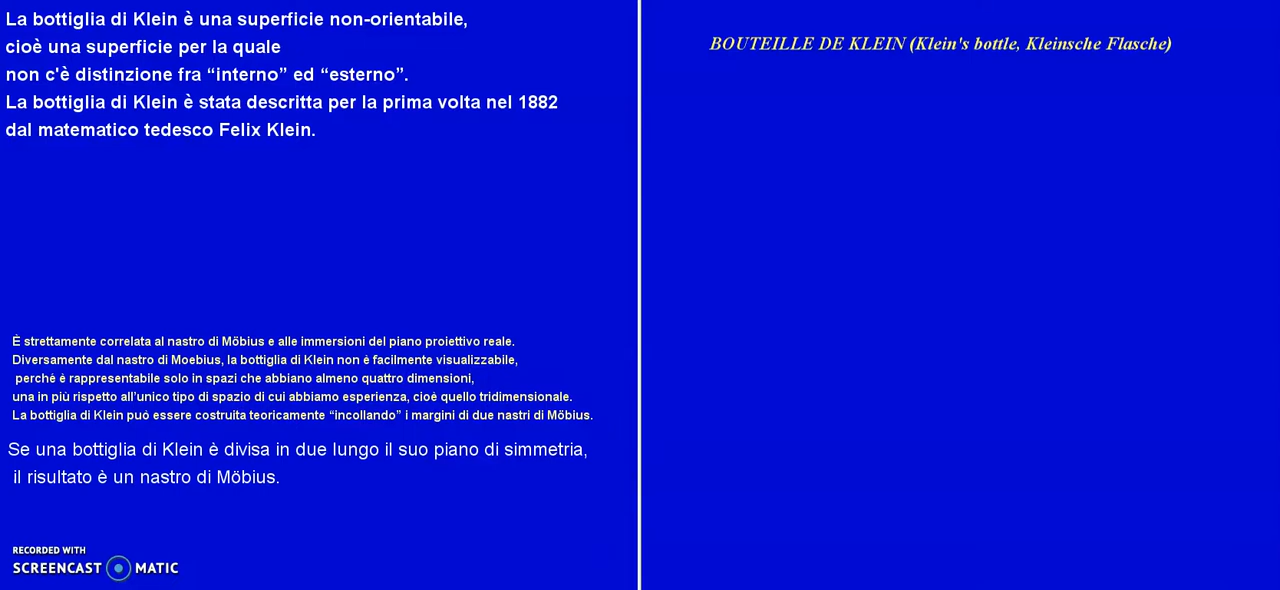 La bottiglia di Klein è una superficie non-orientabile,
cioè una superficie per la quale
non c'è distinzione fra “interno” ed “esterno”.
La bottiglia di Klein è stata descritta per la prima volta nel 1882
dal matematico tedesco Felix Klein.
È strettamente correlata al nastro di Möbius e alle immersioni del piano proiettivo reale.
Diversamente dal nastro di Moebius, la bottiglia di Klein non è facilmente visualizzabile,
perché è rappresentabile solo in spazi che abbiano almeno quattro dimensioni,
una in più rispetto all’unico tipo di spazio di cui abbiamo esperienza, cioè quello tridimensionale.
La bottiglia di Klein può essere costruita teoricamente “incollando” i margini di due nastri di Möbius.
Se una bottiglia di Klein è divisa in due lungo il suo piano di simmetria,
il risultato è un nastro di Möbius.
RECORDED WITH
SCREENCAST MATIC
BOUTEILLE DE KLEIN (Klein's bottle, Kleinsche Flasche)